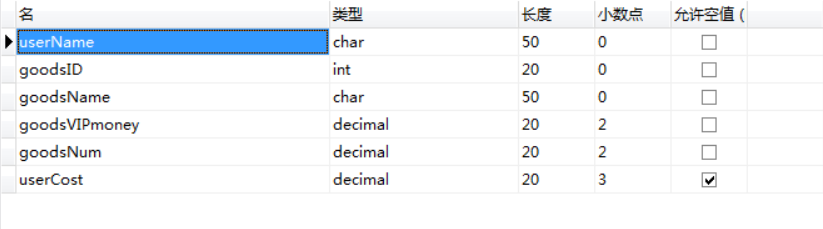 名 类型 长度 小数点 允许空值 (
userName char 50 0
goodsID int 20 0
goodsName char 50 0
goodsVIPmoney decimal 20 2
goodsNum decimal 20 2
userCost decimal 20 3